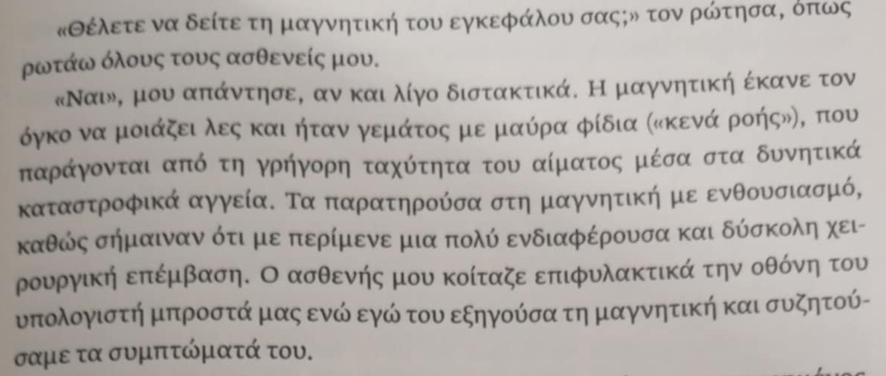 «Θέλετε να δείτε τη μαγνητική του εγκεφάλου σας;» τον ρώτησα, όπως
ρωτάω όλους τους ασθενείς μου.
«Ναι», μου απάντησε, αν και λίγο διστακτικά. Η μαγνητική έκανε τον
όγκο να μοιάζει λες και ήταν γεμάτος με μαύρα φίδια («κενά ροής»), που
παράγονται από τη γρήγορη ταχύτητα του αίματος μέσα στα δυνητικά
καταστροφικά αγγεία. Τα παρατηρούσα στη μαγνητική με ενθουσιασμό,
καθώς σήμαιναν ότι με περίμενε μια πολύ ενδιαφέρουσα και δύσκολη χει-
ρουργική επέμβαση. Ο ασθενής μου κοίταζε επιφυλακτικά την οθόνη του
υπολογιστή μπροστά μας ενώ εγώ του εξηγούσα τη μαγνητική και συζητού-
σαμε τα συμπτώματά του.